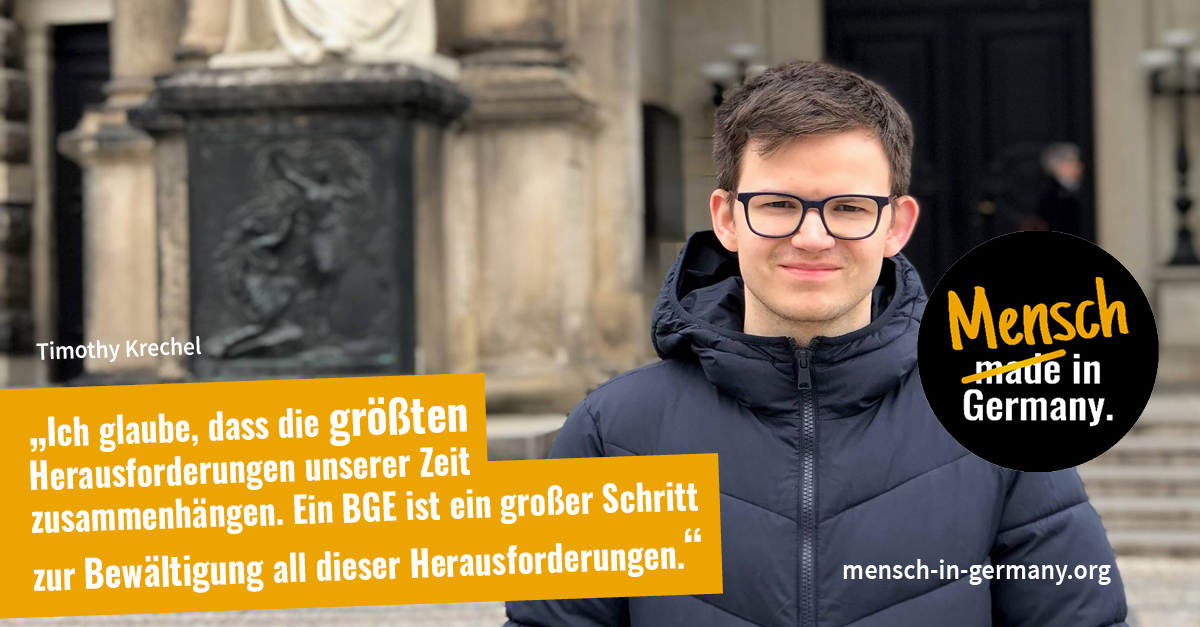 Timothy Krechel
„Ich glaube, dass die größten
Herausforderungen unserer Zeit
zusammenhängen. Ein BGE ist ein großer Schritt
zur Bewältigung all dieser Herausforderungen.“
Mensch
made in
Germany.
mensch-in-germany.org